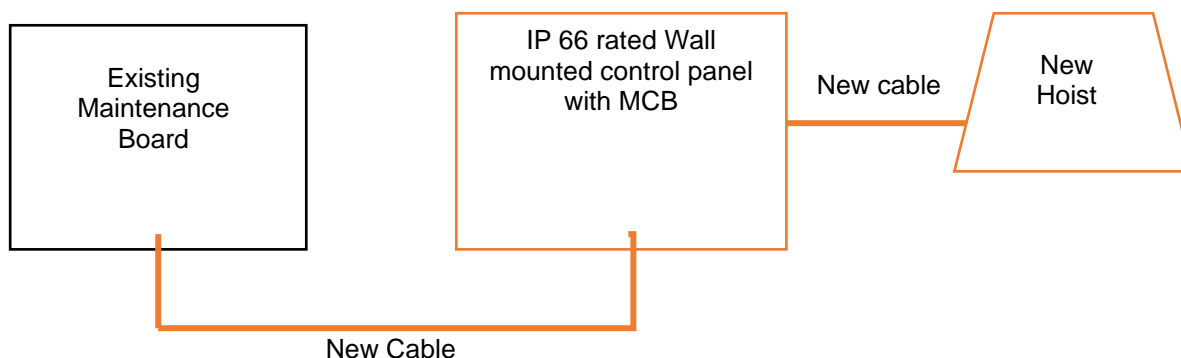 Existing
Maintenance
Board
IP 66 rated Wall
mounted control panel
with MCB
New cable
New
Hoist
New Cable